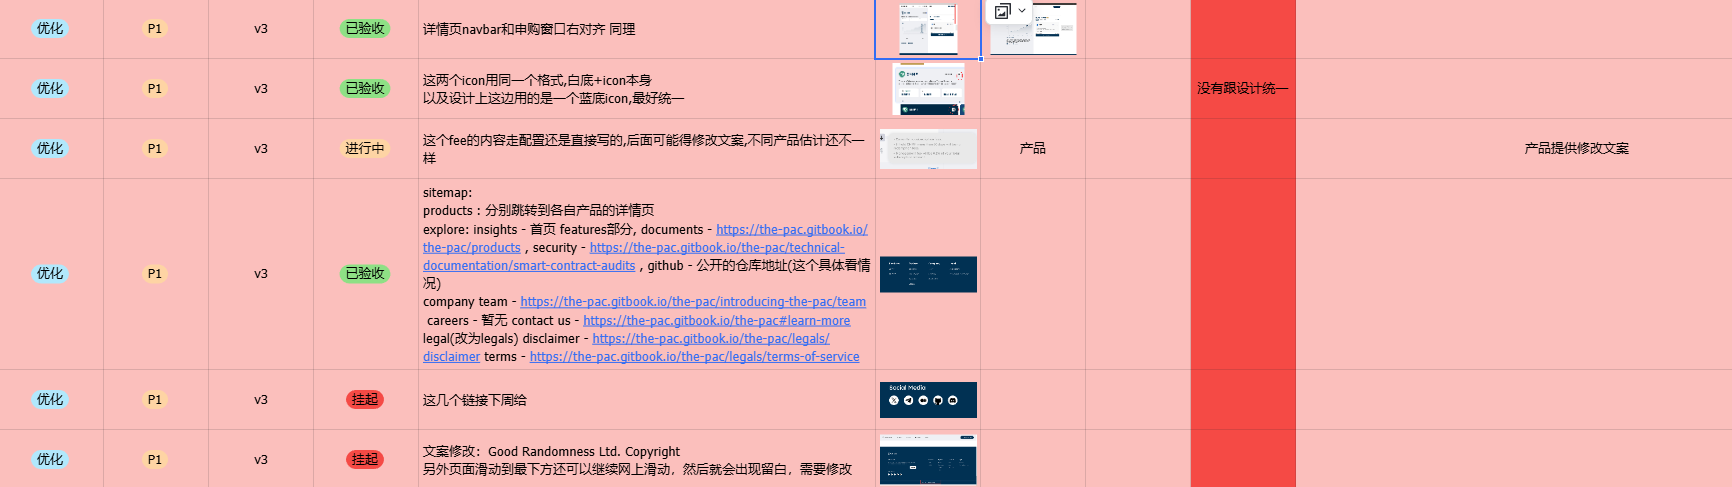 优化 P1 v3 已验收 详情页navbar和申购窗口右对齐 同理
优化 P1 v3 已验收 这两个icon用同一个格式,白底+icon本身
以及设计上这边用的是一个蓝底icon,最好统一
没有跟设计统一
优化 P1 v3 进行中 这个fee的内容走配置还是直接写的,后面可能得修改文案,不同产品估计还不一
样
产品
产品提供修改文案
优化 P1 v3 已验收
sitemap:
products : 分别跳转到各自产品的详情页
explore: insights - 首页 features部分, documents - https://the-pac.gitbook.io/
the-pac/products , security - https://the-pac.gitbook.io/the-pac/technical-
documentation/smart-contract-audits , github - 公开的仓库地址(这个具体看情
况)
company team - https://the-pac.gitbook.io/the-pac/introducing-the-pac/team
careers - 暂无 contact us - https://the-pac.gitbook.io/the-pac#learn-more
legal(改为legals) disclaimer - https://the-pac.gitbook.io/the-pac/legals/
disclaimer terms - https://the-pac.gitbook.io/the-pac/legals/terms-of-service
优化 P1 v3 挂起 这几个链接下周给
Social Media
优化 P1 v3 挂起 文案修改：Good Randomness Ltd. Copyright
另外页面滑动到最下方还可以继续网上滑动，然后就会出现留白，需要修改